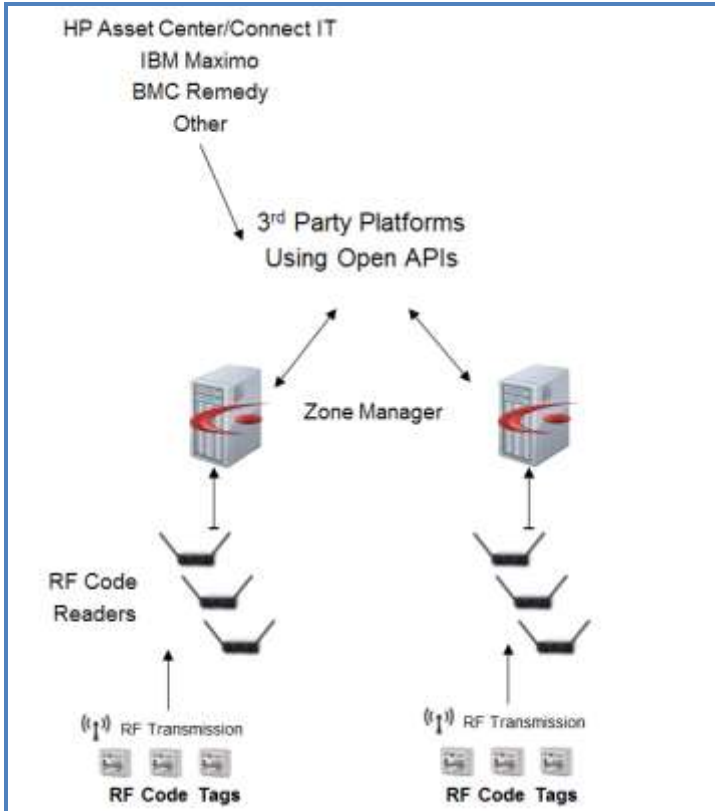 HP Asset Center/Connect IT
IBM Maximo
BMC Remedy
Other
3rd Party Platforms
Using Open APIs
Zone Manager
RF Code
Readers
RF Transmission
RF Code Tags
RF Transmission
RF Code Tags